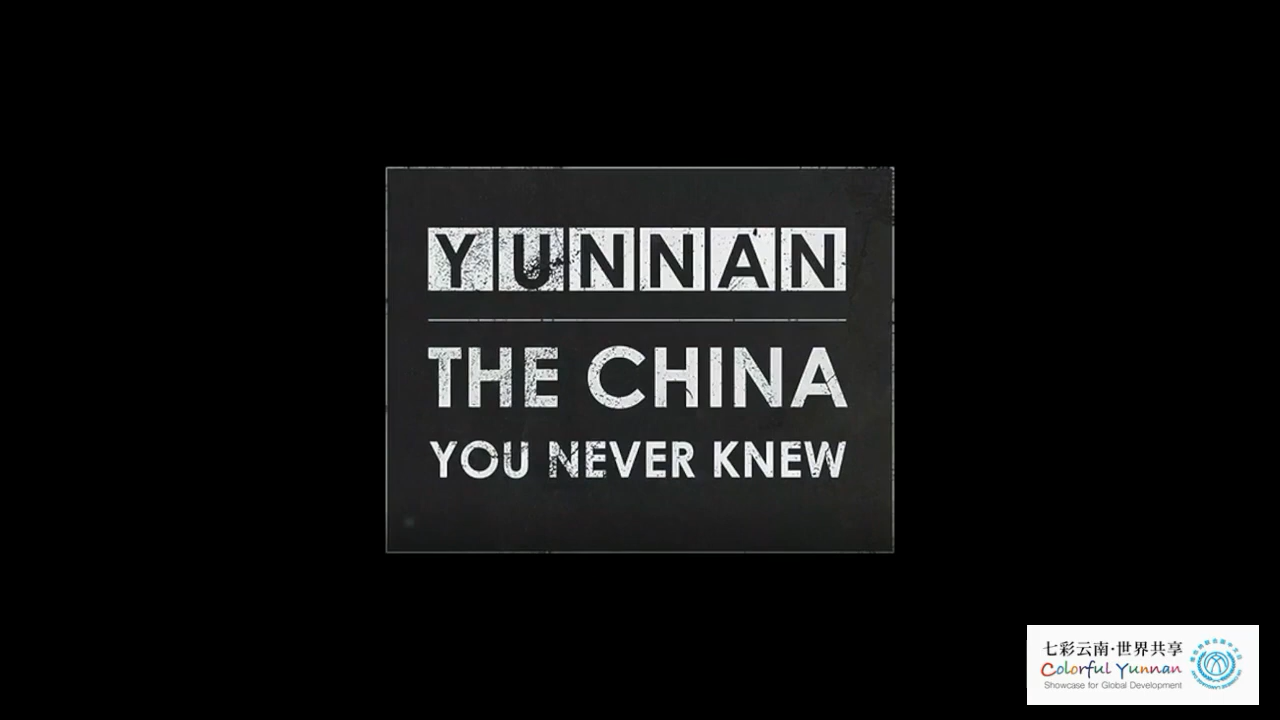 YUNNAN
THE CHINA
YOU NEVER KNEW
七彩云南·世界共享
Colorful Yunnan
Showcase for Global Development